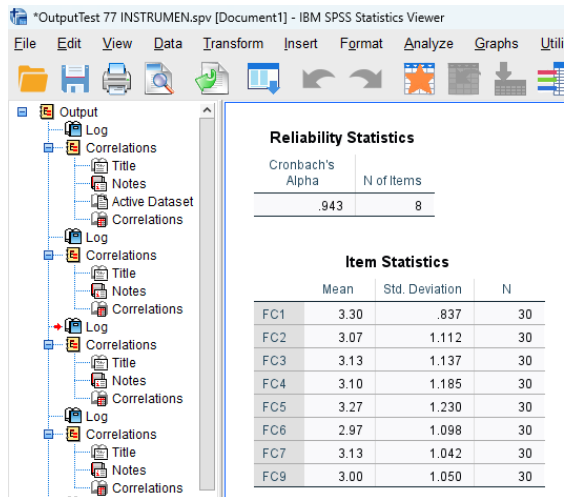 *OutputTest 77 INSTRUMEN.spv [Document1] - IBM SPSS Statistics Viewer
File Edit View Data Transform Insert Format Analyze Graphs Utili
Output
Log
Correlations
Title
Notes
Active Dataset
Correlations
Log
Correlations
Title
Notes
Correlations
Log
Correlations
Title
Notes
Correlations
Log
Correlations
Title
Notes
Correlations
Reliability Statistics
Cronbach's
Alpha N of Items
.943 8
Item Statistics
Mean Std. Deviation N
FC1 3.30 .837 30
FC2 3.07 1.112 30
FC3 3.13 1.137 30
FC4 3.10 1.185 30
FC5 3.27 1.230 30
FC6 2.97 1.098 30
FC7 3.13 1.042 30
FC9 3.00 1.050 30